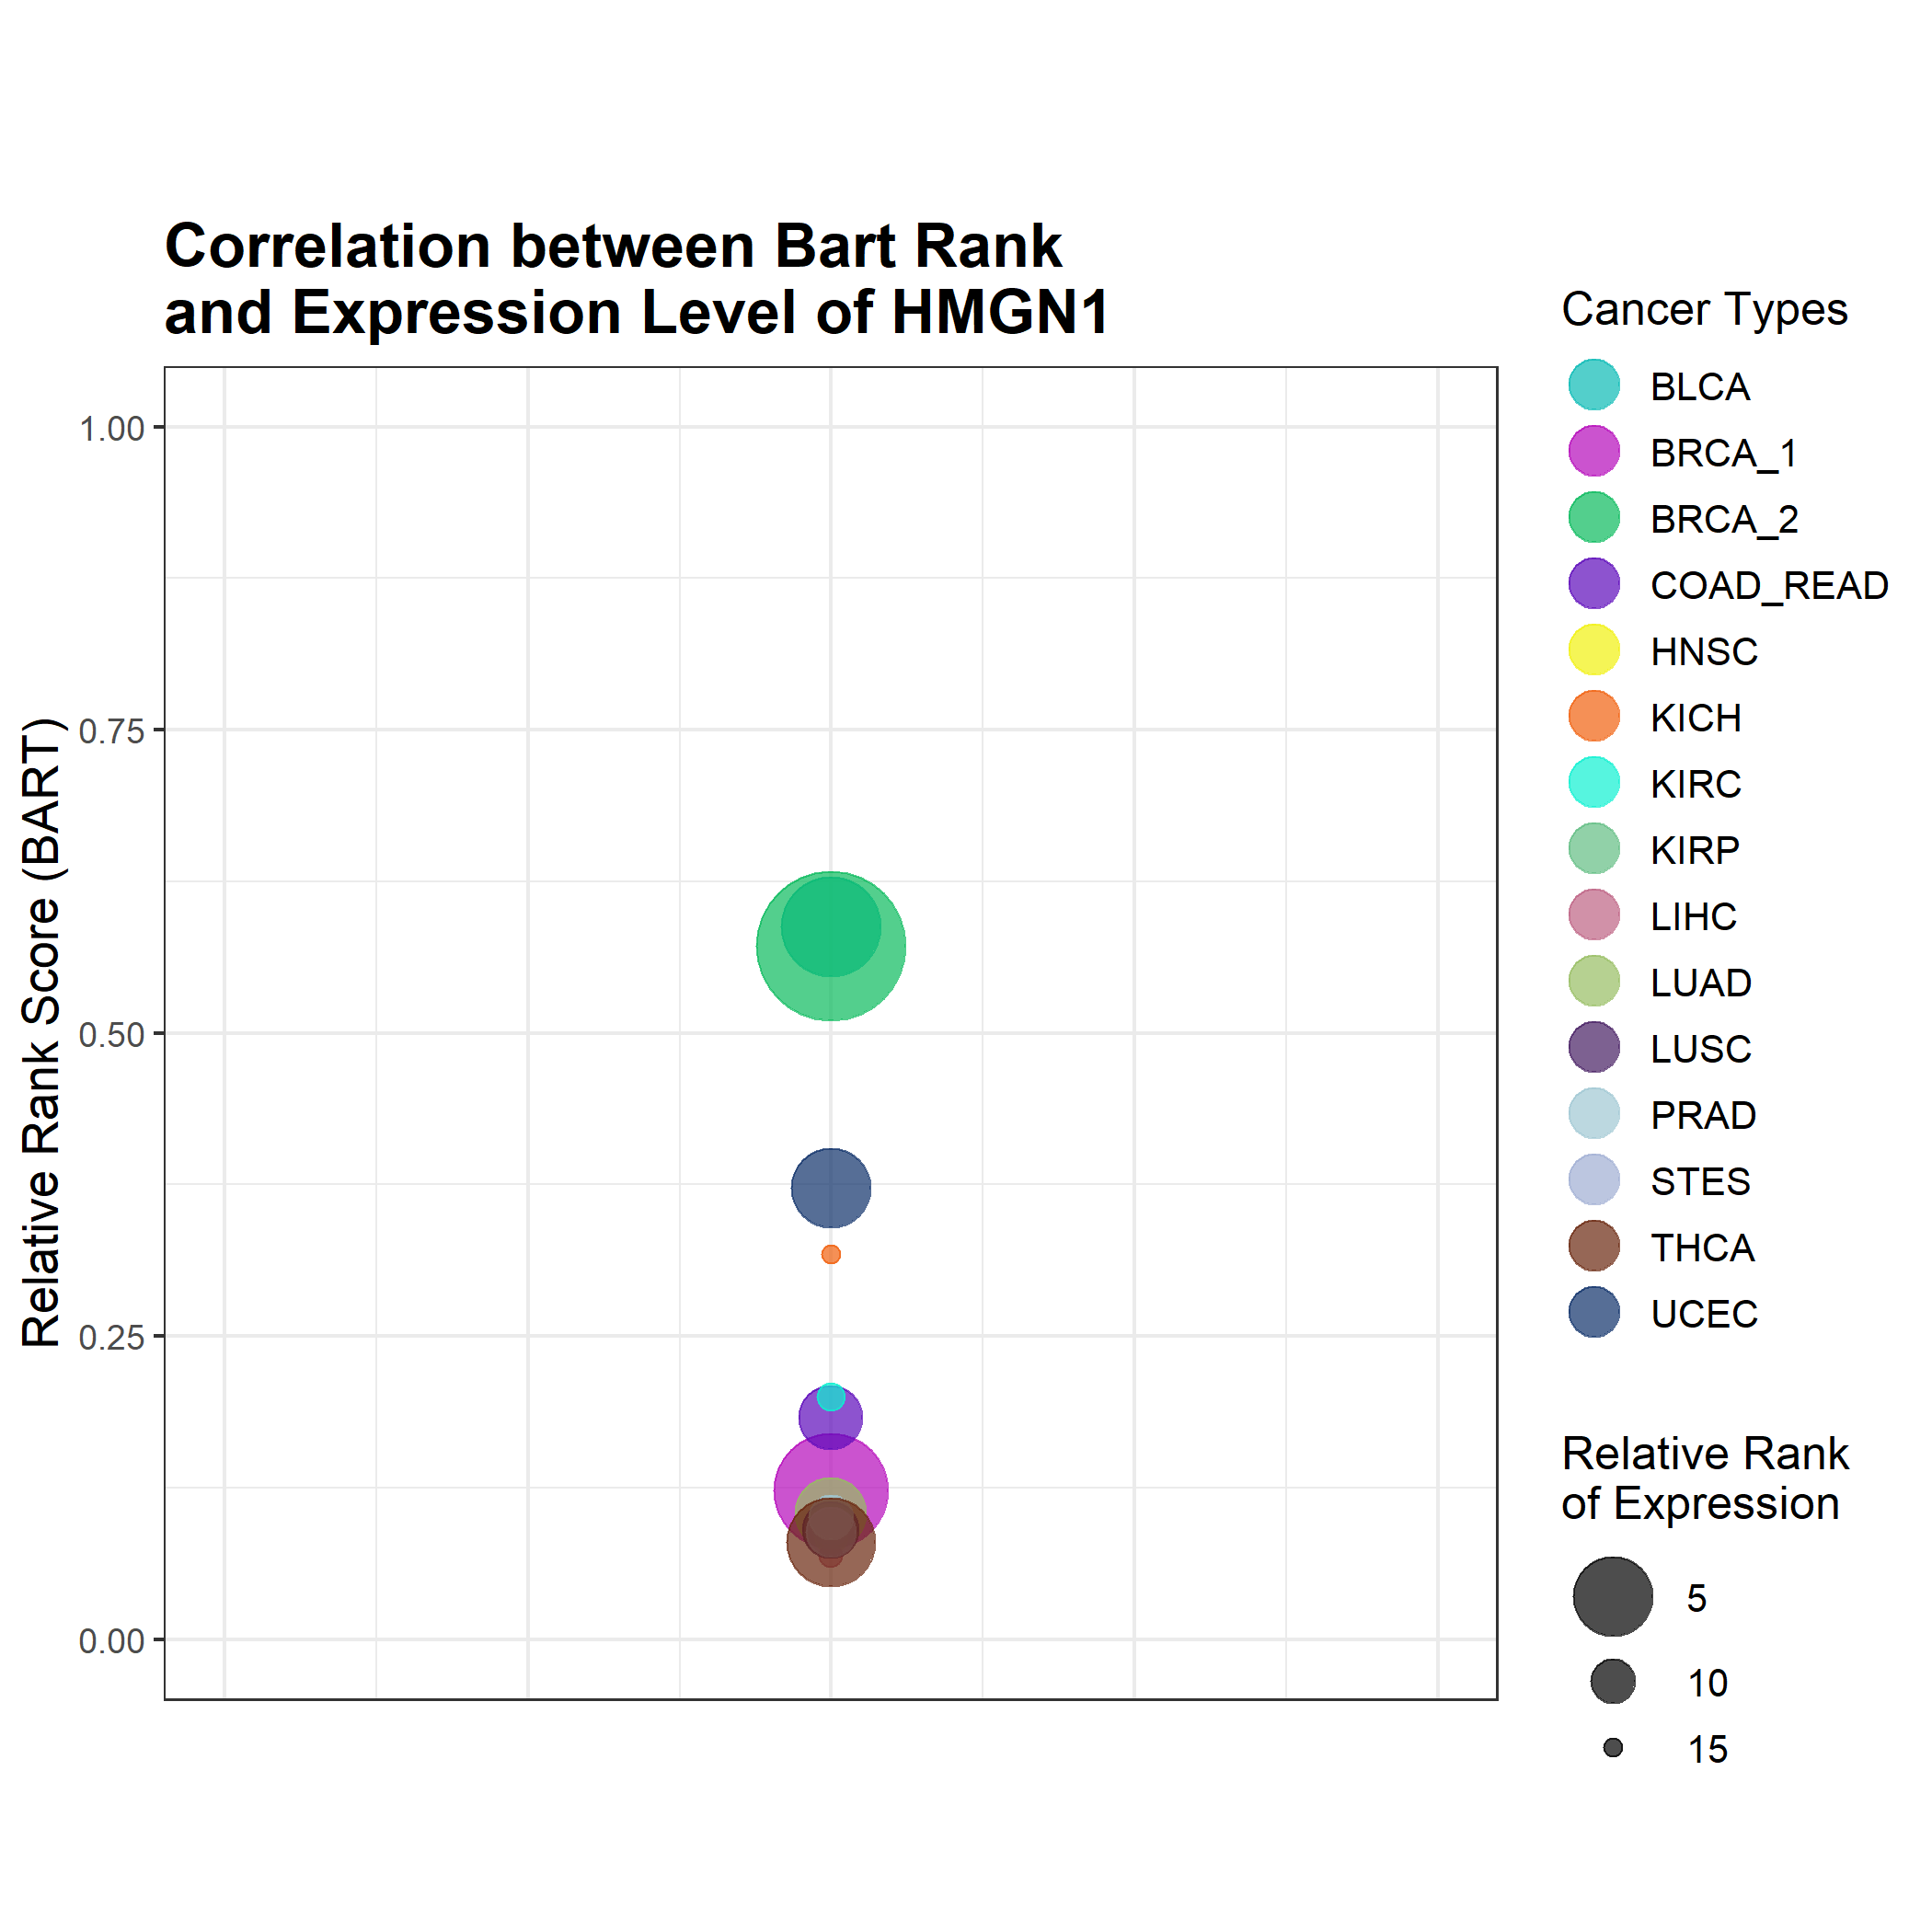 Correlation between Bart Rank
and Expression Level of HMGN1
Relative Rank Score (BART)
1.00
0.75
0.50
0.25
0.00
Cancer Types
BLCA
BRCA_1
BRCA_2
COAD_READ
HNSC
KICH
KIRC
KIRP
LIHC
LUAD
LUSC
PRAD
STES
THCA
UCEC
Relative Rank
of Expression
5
10
15